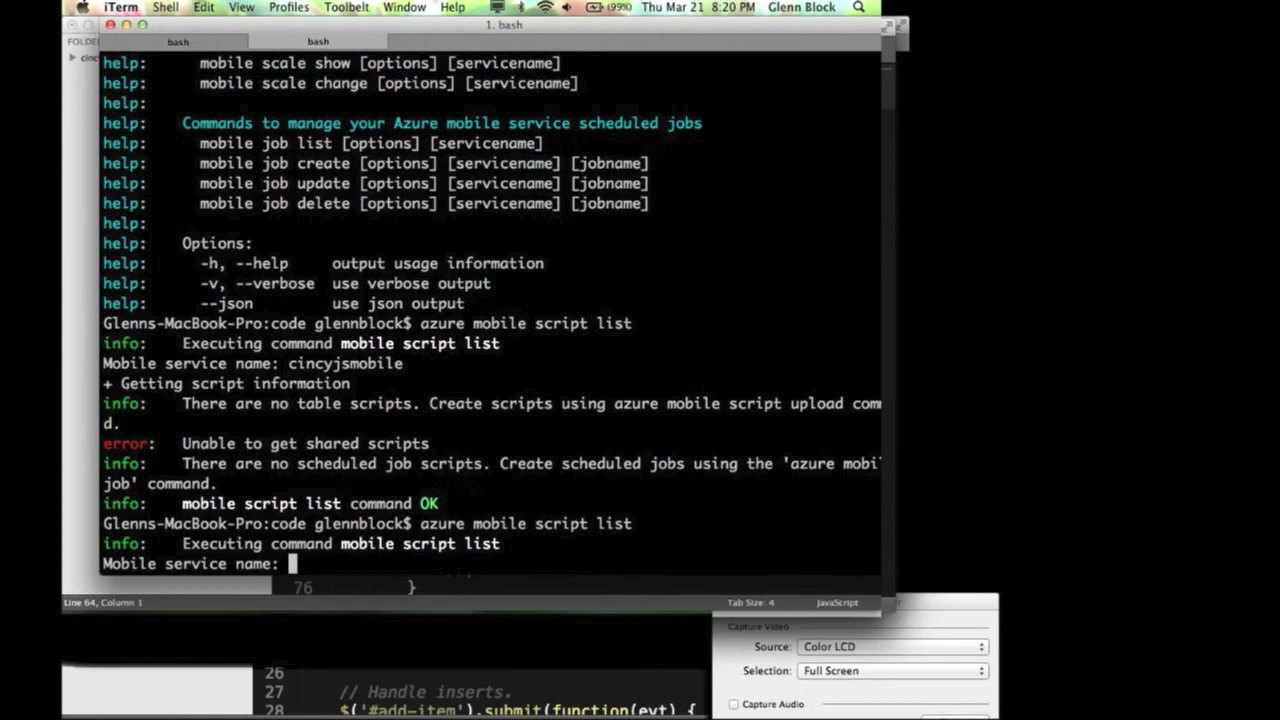 iTerm Shell Edit View Profiles Toolbelt Window Help (99%) Thu Mar 21 8:20 PM Glenn Block
1. bash
FOLDE
bash bash
cinc
help: mobile scale show [options] [servicename]
help: mobile scale change [options] [servicename]
help:
help: Commands to manage your Azure mobile service scheduled jobs
help: mobile job list [options] [servicename]
help: mobile job create [options] [servicename] [jobname]
help: mobile job update [options] [servicename] [jobname]
help: mobile job delete [options] [servicename] [jobname]
help:
help: Options:
help: -h, --help output usage information
help: -v, --verbose use verbose output
help: --json use json output
Glenns-MacBook-Pro:code glennblock$ azure mobile script list
info: Executing command mobile script list
Mobile service name: cincyjsmobile
+ Getting script information
info: There are no table scripts. Create scripts using azure mobile script upload comm
d.
error: Unable to get shared scripts
info: There are no scheduled job scripts. Create scheduled jobs using the 'azure mobil
job' command.
info: mobile script list command OK
Glenns-MacBook-Pro:code glennblock$ azure mobile script list
info: Executing command mobile script list
Mobile service name:
76 }
Line 64, Column 1 Tab Size: 4 JavaScript
Capture Video
Source: Color LCD
Selection: Full Screen
Capture Audio
26
27 // Handle inserts.
28 $('#add-item').submit(function(evt) {